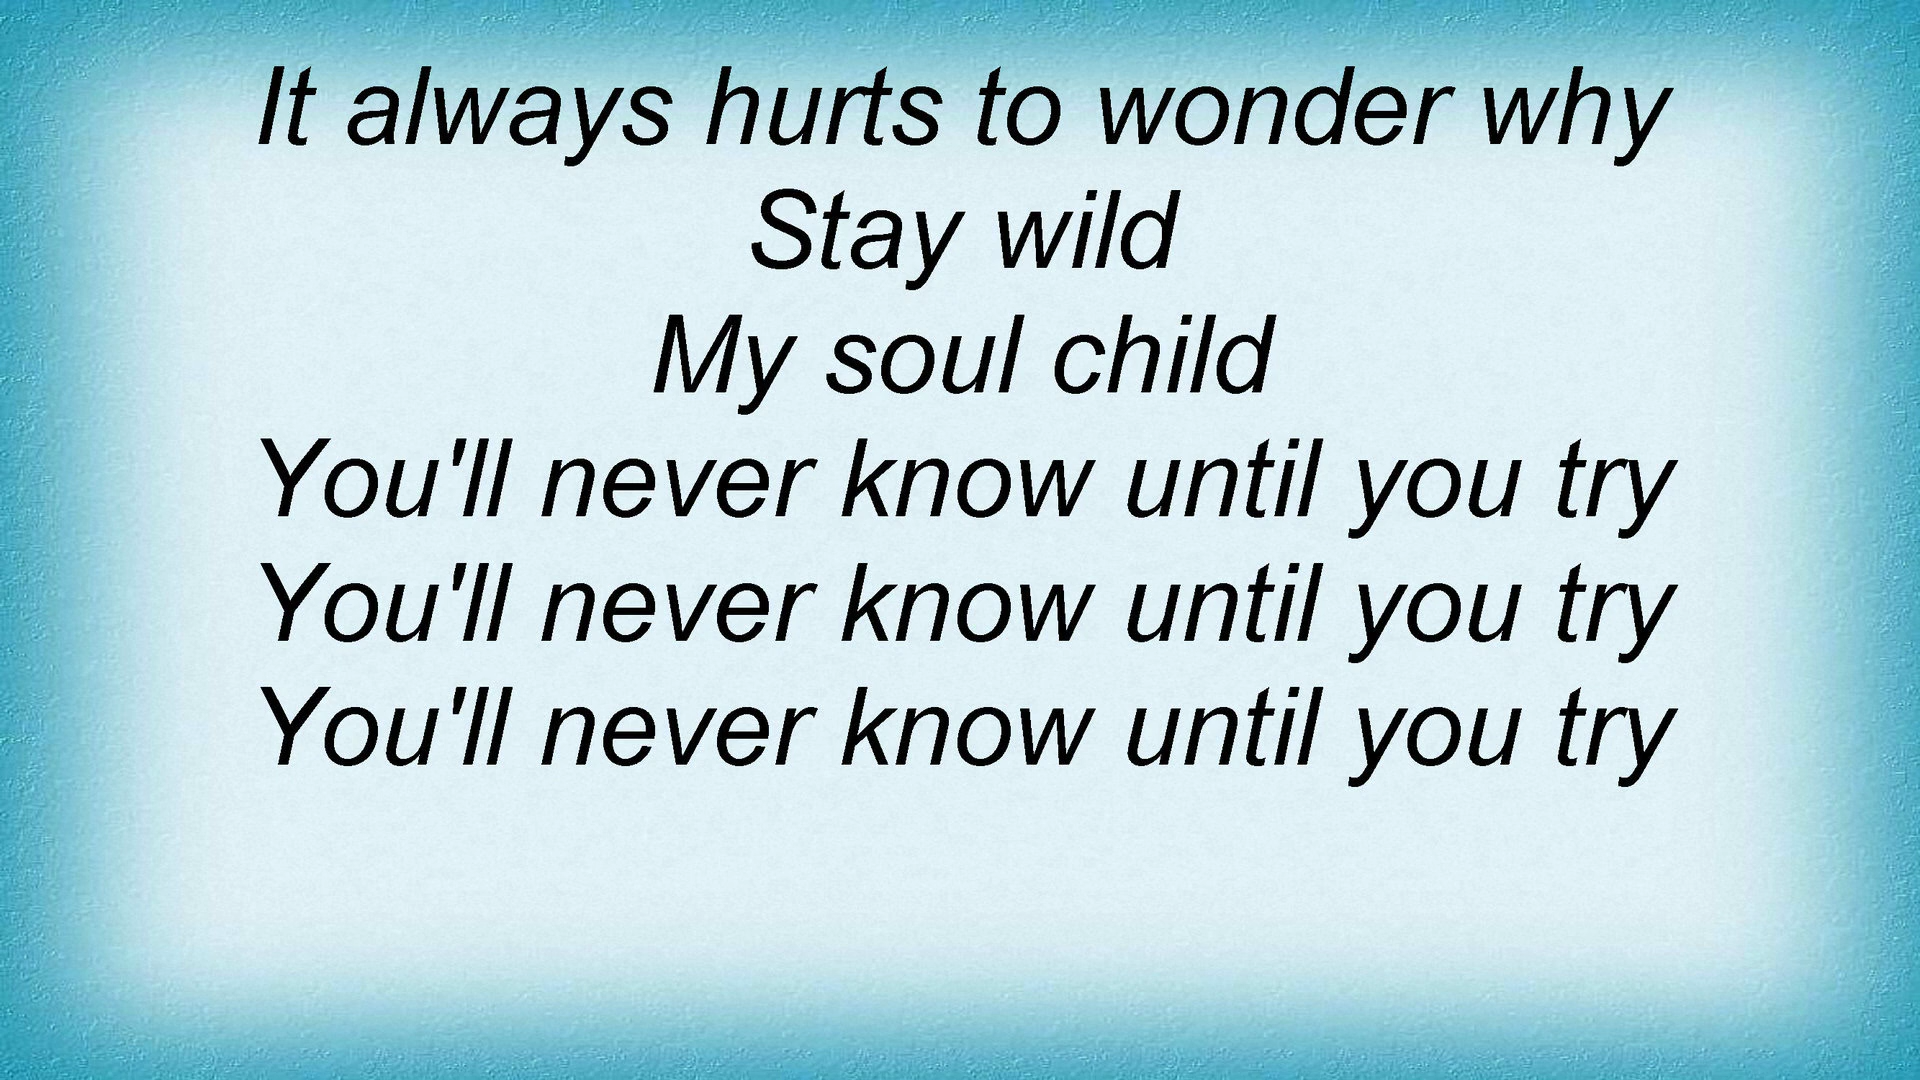 It always hurts to wonder why
Stay wild
My soul child
You'll never know until you try
You'll never know until you try
You'll never know until you try